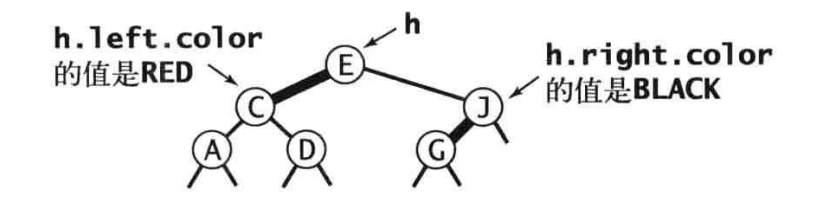 h.left.color
的值是RED
h
h.right.color
的值是BLACK
E
C
J
A
D
G